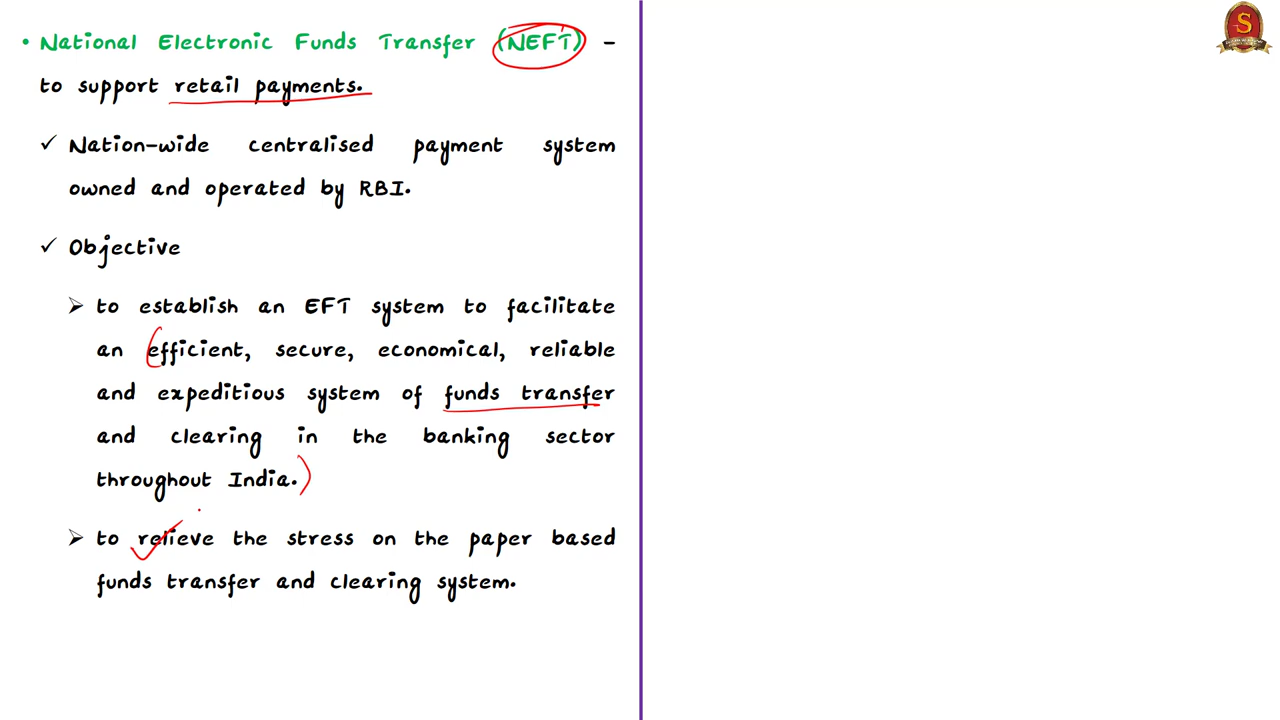 • National Electronic Funds Transfer (NEFT) –
to support retail payments.
✓ Nation-wide centralised payment system
owned and operated by RBI.
✓ Objective
➢ to establish an EFT system to facilitate
an efficient, secure, economical, reliable
and expeditious system of funds transfer
and clearing in the banking sector
throughout India.
➢ to relieve the stress on the paper based
funds transfer and clearing system.
S